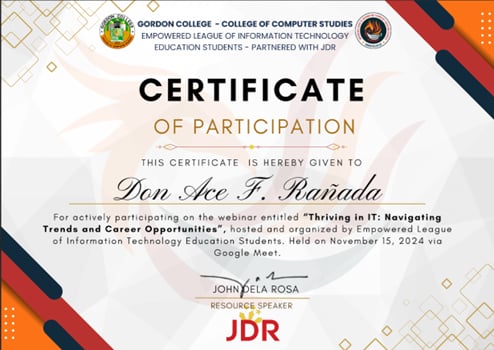 GORDON COLLEGE - COLLEGE OF COMPUTER STUDIES
EMPOWERED LEAGUE OF INFORMATION TECHNOLOGY
EDUCATION STUDENTS - PARTNERED WITH JDR
CERTIFICATE
OF PARTICIPATION
THIS CERTIFICATE IS HEREBY GIVEN TO
Don Ace F. Rañada
For actively participating on the webinar entitled “Thriving in IT: Navigating
Trends and Career Opportunities”, hosted and organized by Empowered League
of Information Technology Education Students. Held on November 15, 2024 via
Google Meet.
JOHN DELA ROSA
RESOURCE SPEAKER
JDR